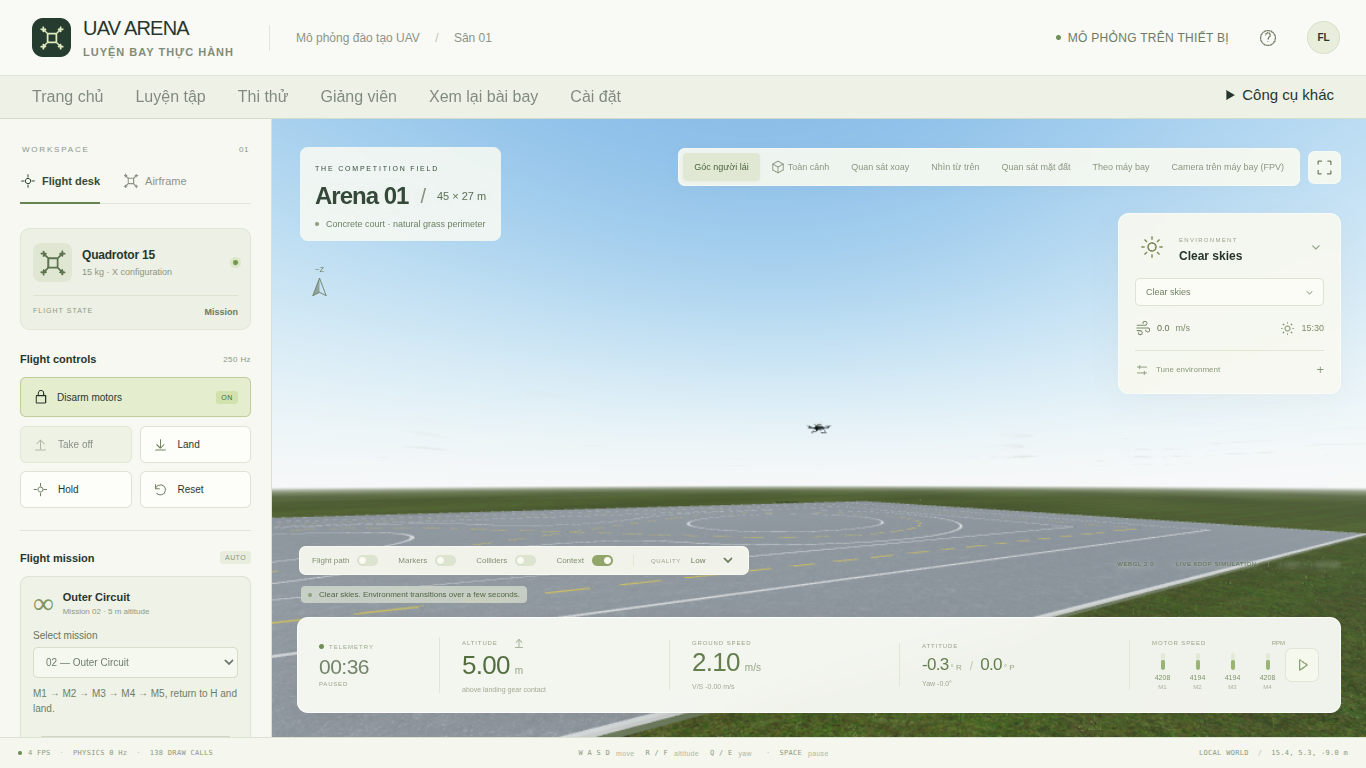 UAV ARENA
LUYỆN BAY THỰC HÀNH
Mô phỏng đào tạo UAV / Sân 01
MÔ PHỎNG TRÊN THIẾT BỊ
FL
Trang chủ Luyện tập Thi thử Giảng viên Xem lại bài bay Cài đặt
Công cụ khác
WORKSPACE 01
Flight desk Airframe
Quadrotor 15
15 kg · X configuration
FLIGHT STATE Mission
Flight controls 250 Hz
Disarm motors ON
Take off Land
Hold Reset
Flight mission AUTO
Outer Circuit
Mission 02 · 5 m altitude
Select mission
02 — Outer Circuit
M1 → M2 → M3 → M4 → M5, return to H and
land.
THE COMPETITION FIELD
Arena 01 / 45 × 27 m
Concrete court · natural grass perimeter
−Z
Góc người lái Toàn cảnh Quan sát xoay Nhìn từ trên Quan sát mặt đất Theo máy bay Camera trên máy bay (FPV)
ENVIRONMENT
Clear skies
Clear skies
0.0 m/s 15:30
Tune environment +
Flight path Markers Colliders Context QUALITY Low
WEBGL 2.0 LIVE LOOP SIMULATION
Clear skies. Environment transitions over a few seconds.
TELEMETRY
00:36
PAUSED
ALTITUDE
5.00 m
above landing gear contact
GROUND SPEED
2.10 m/s
V/S -0.00 m/s
ATTITUDE
-0.3 ° R / 0.0 ° P
Yaw -0.0°
MOTOR SPEED RPM
4208 4194 4194 4208
M1 M2 M3 M4
4 FPS · PHYSICS 0 Hz · 138 DRAW CALLS
W A S D move R / F altitude Q / E yaw · SPACE pause
LOCAL WORLD / 15.4, 5.3, -9.0 m